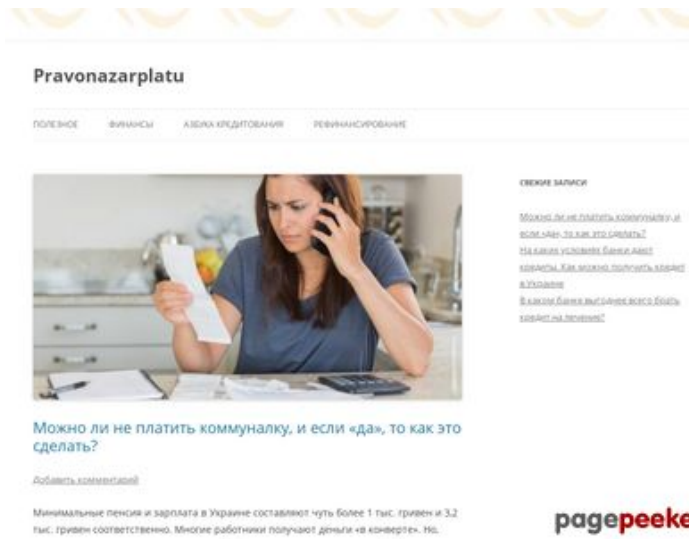 Pravonazarplatu
ПОЛЕЗНОЕ ФИНАНСЫ АЗБУКА КРЕДИТОВАНИЯ РЕФИНАНСИРОВАНИЕ
СВЕЖИЕ ЗАПИСИ
Можно ли не платить коммуналку, и
если «да», то как это сделать?
На каких условиях банки дают
кредиты. Как можно получить кредит
в Украине
В каком банке выгоднее всего брать
кредит на лечение?
Можно ли не платить коммуналку, и если «да», то как это
сделать?
Добавить комментарий
Минимальные пенсия и зарплата в Украине составляют чуть более 1 тыс. гривен и 3,2
тыс. гривен соответственно. Многие работники получают деньги «в конверте». Но,
pagepeeke